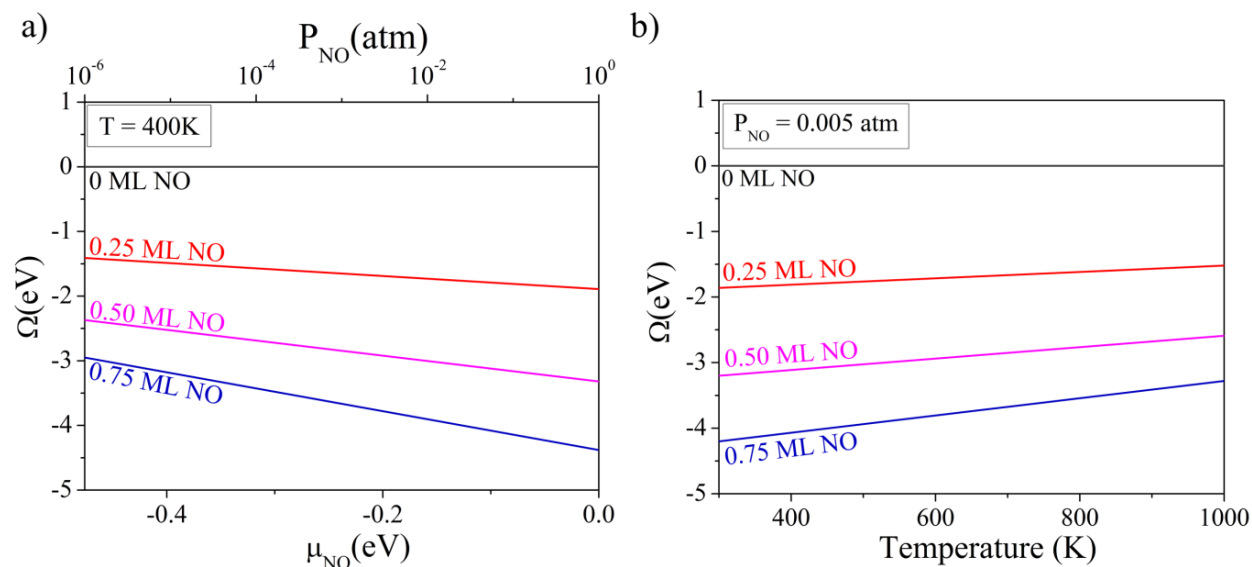 a)
P_NO(atm)
10^-6 10^-4 10^-2 10^0
T = 400K
1
0
-1
-2
-3
-4
-5
Ω(eV)
0 ML NO
0.25 ML NO
0.50 ML NO
0.75 ML NO
-0.4 -0.2 0.0
μ_NO(eV)
b)
P_NO = 0.005 atm
1
0
-1
-2
-3
-4
-5
Ω(eV)
0 ML NO
0.25 ML NO
0.50 ML NO
0.75 ML NO
400 600 800 1000
Temperature (K)